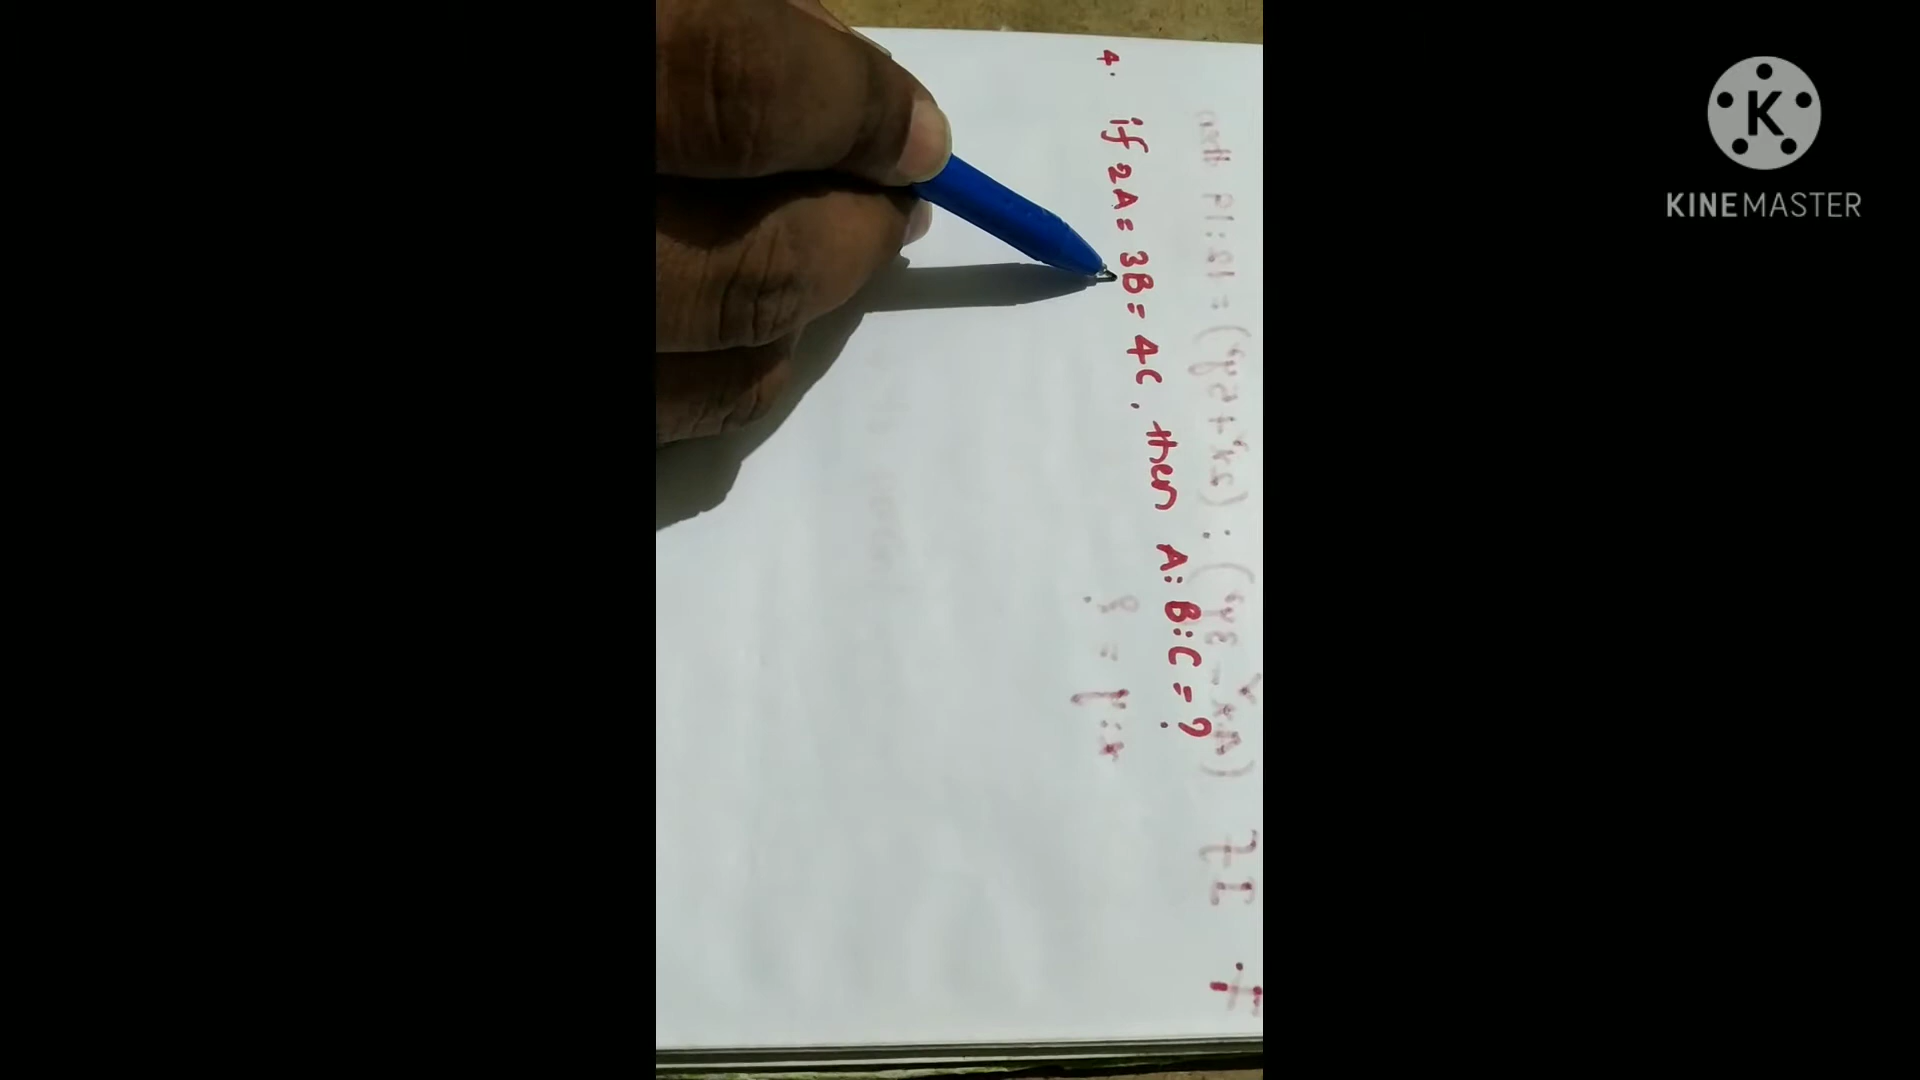 4. if 2A = 3B = 4C, then A:B:C = ?
K
KINEMASTER